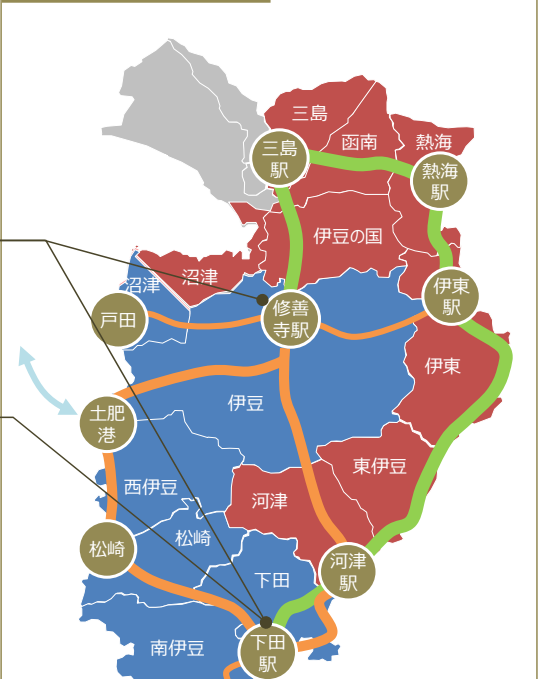 三島
函南
熱海
三島
駅
熱海
駅
伊豆の国
沼津
沼津
伊東
駅
戸田
修善
寺駅
伊東
伊豆
土肥
港
東伊豆
西伊豆
河津
松崎
松崎
河津
駅
下田
下田
駅
南伊豆